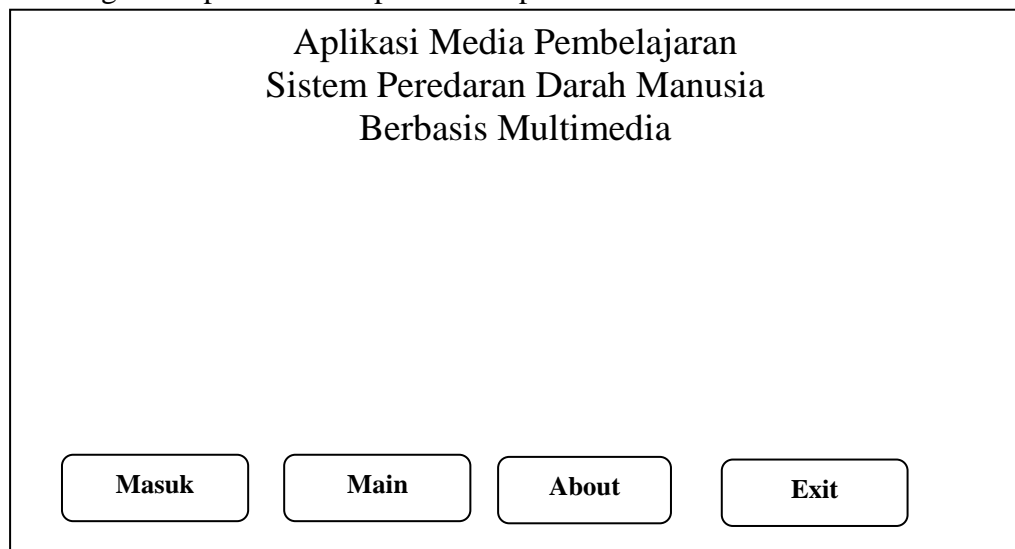 Aplikasi Media Pembelajaran
Sistem Peredaran Darah Manusia
Berbasis Multimedia
Masuk Main About Exit